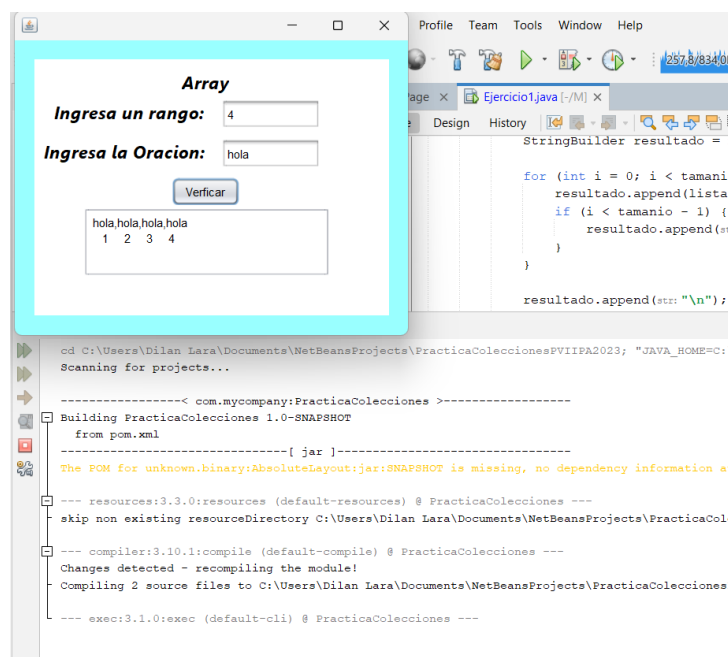 Profile Team Tools Window Help
257,8/834,0
Page × Ejercicio1.java [-/M] ×
Design History
Array
Ingresa un rango: 4
Ingresa la Oracion: hola
Verficar
hola,hola,hola,hola
1 2 3 4
StringBuilder resultado =
for (int i = 0; i < tamani
resultado.append(lista
if (i < tamanio - 1) {
resultado.append(st
}
}
resultado.append(str: "\n");
cd C:\Users\Dilan Lara\Documents\NetBeansProjects\PracticaColeccionesPVIIPA2023; "JAVA_HOME=C:
Scanning for projects...
-----------------< com.mycompany:PracticaColecciones >------------------
Building PracticaColecciones 1.0-SNAPSHOT
from pom.xml
--------------------------------[ jar ]---------------------------------
The POM for unknown.binary:AbsoluteLayout:jar:SNAPSHOT is missing, no dependency information a
--- resources:3.3.0:resources (default-resources) @ PracticaColecciones ---
skip non existing resourceDirectory C:\Users\Dilan Lara\Documents\NetBeansProjects\PracticaCol
--- compiler:3.10.1:compile (default-compile) @ PracticaColecciones ---
Changes detected - recompiling the module!
Compiling 2 source files to C:\Users\Dilan Lara\Documents\NetBeansProjects\PracticaColecciones
--- exec:3.1.0:exec (default-cli) @ PracticaColecciones ---